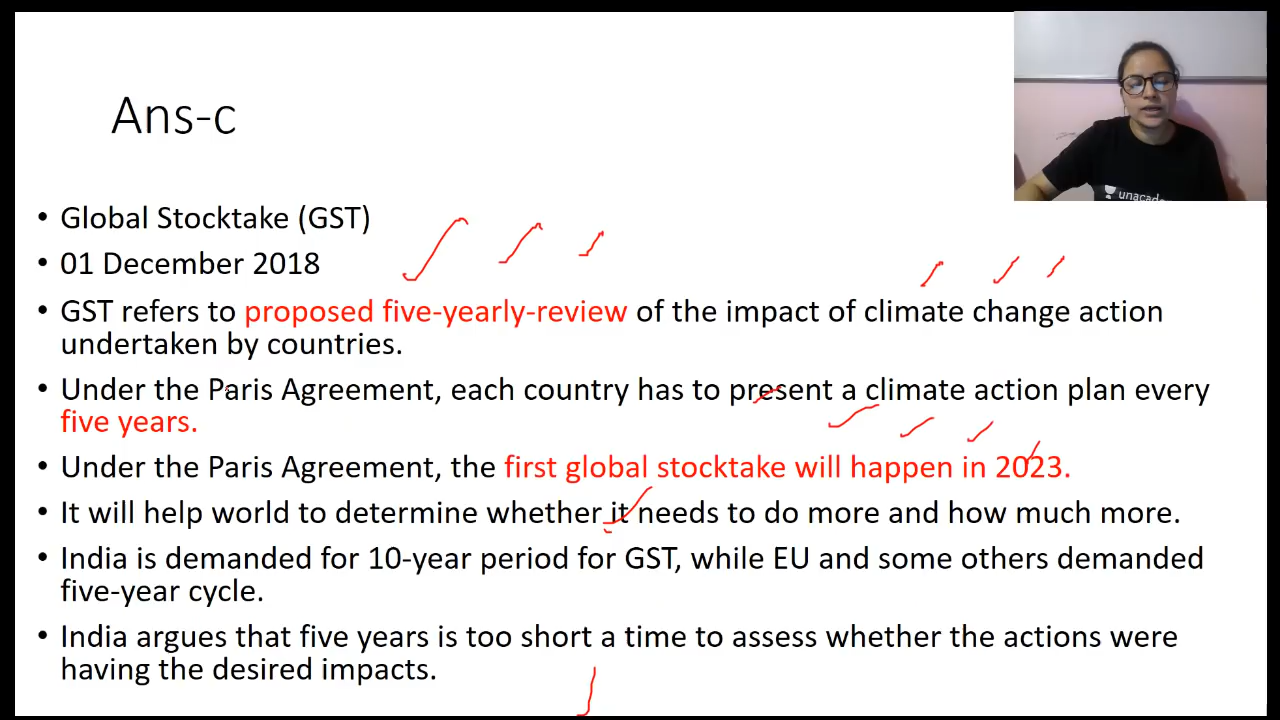 Ans-c
• Global Stocktake (GST)
• 01 December 2018
• GST refers to proposed five-yearly-review of the impact of climate change action
undertaken by countries.
• Under the Paris Agreement, each country has to present a climate action plan every
five years.
• Under the Paris Agreement, the first global stocktake will happen in 2023.
• It will help world to determine whether it needs to do more and how much more.
• India is demanded for 10-year period for GST, while EU and some others demanded
five-year cycle.
• India argues that five years is too short a time to assess whether the actions were
having the desired impacts.